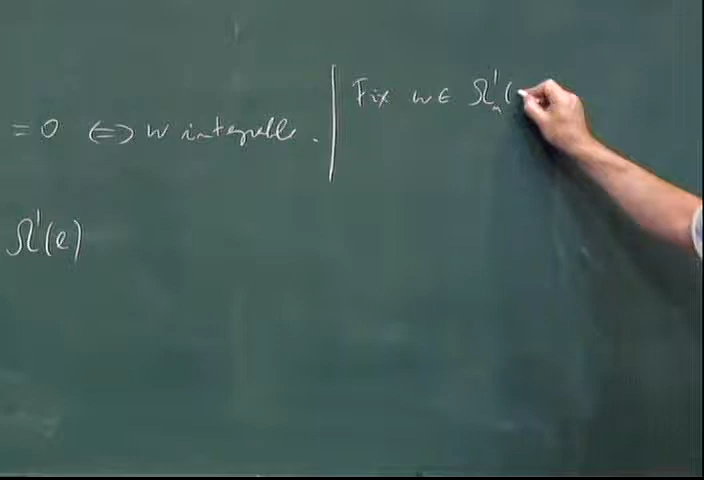 Fix ω ∈ Ω¹ₙ(
= 0 ⟺ ω integrable.
Ω¹(e)